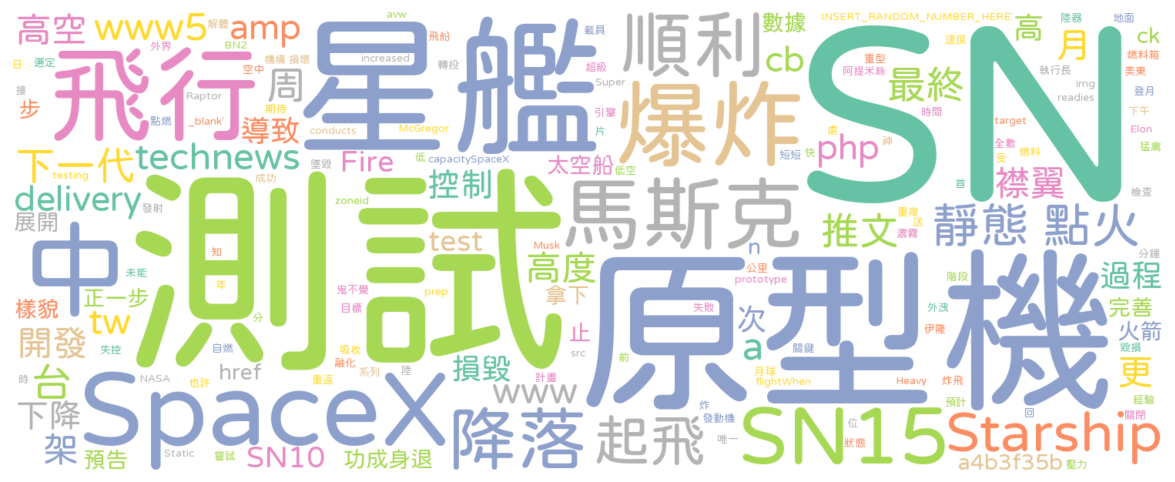 高空 www5 解體 amp
avw
飛船
載具
順利
數據
INSERT_RANDOM_NUMBER_HERE'
高
陸器
地面
外界
BN2
機構 損壞
increased
轉投
超級
cb
SN
速度
月
ck
日
選定
空中
周
星艦
Super
最終
重型
阿提米絲
執行長
燃料箱
美東
撞
飛行
Raptor
期待
引擎
爆炸
時間
img
登月
readies
步
點燃
_blank'
導致
conducts
McGregor
片
處
神
target
下午
Elon
下一代
technews
墜毀
Fire
低
capacitySpaceX
太空船
短短
快
php
全數
受
燃料
猛禽
testing
成功
低空
首
襟翼
檢查
delivery
發射
zoneid
控制
馬斯克
重複
送
濃霧
推文
靜態 點火
展開
中
測試
知
test
Musk
n
階段
分鐘
未能
年
鬼不覺
高度
公里
prototype
過程
正一步
prep
拿下
原型機
樣貌
tw
分
目標
失敗
次
外洩
完善
開發
失控
自燃
吸收
融化
止
伊隆
火箭
src
前
關鍵
a
毀損
時
台
NASA
href
也許
重返
系列
陸
損毀
計畫
www
月球
flightWhen
Heavy
炸飛
更
經驗
下降
SpaceX
降落
起飛
炸
發動機
SN15
位
預計
回
關閉
架
預告
Static
嘗試
SN10
功成身退
唯一
狀態
Starship
a4b3f35b
壓力